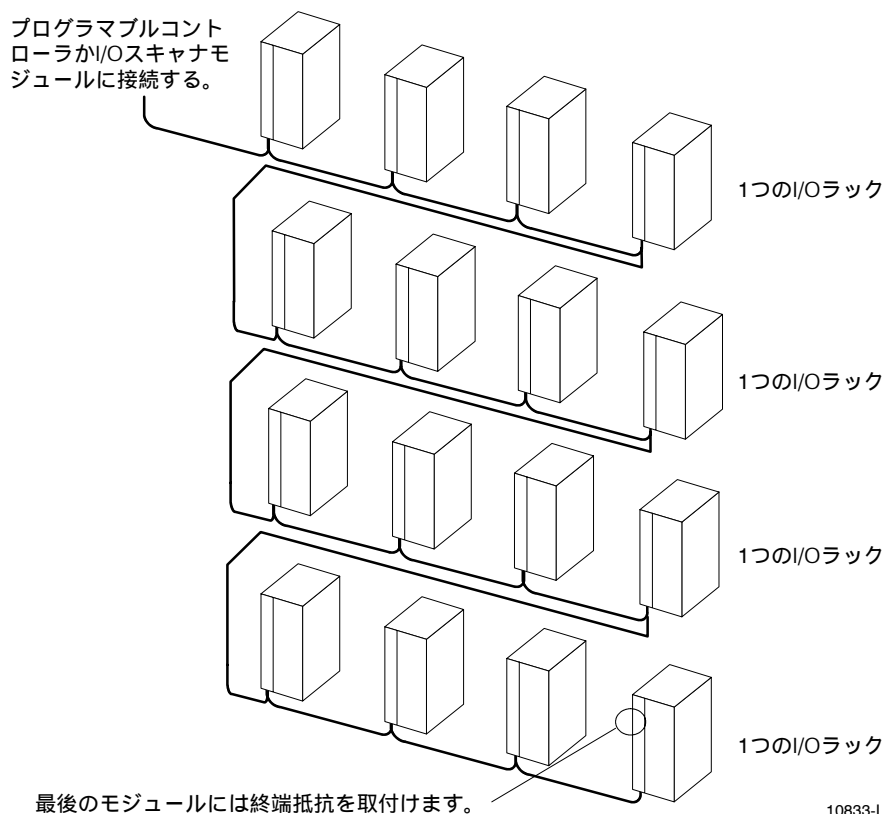 プログラマブルコント
ローラかI/Oスキャナモ
ジュールに接続する。
1つのI/Oラック
1つのI/Oラック
1つのI/Oラック
1つのI/Oラック
最後のモジュールには終端抵抗を取付けます。
10833-I